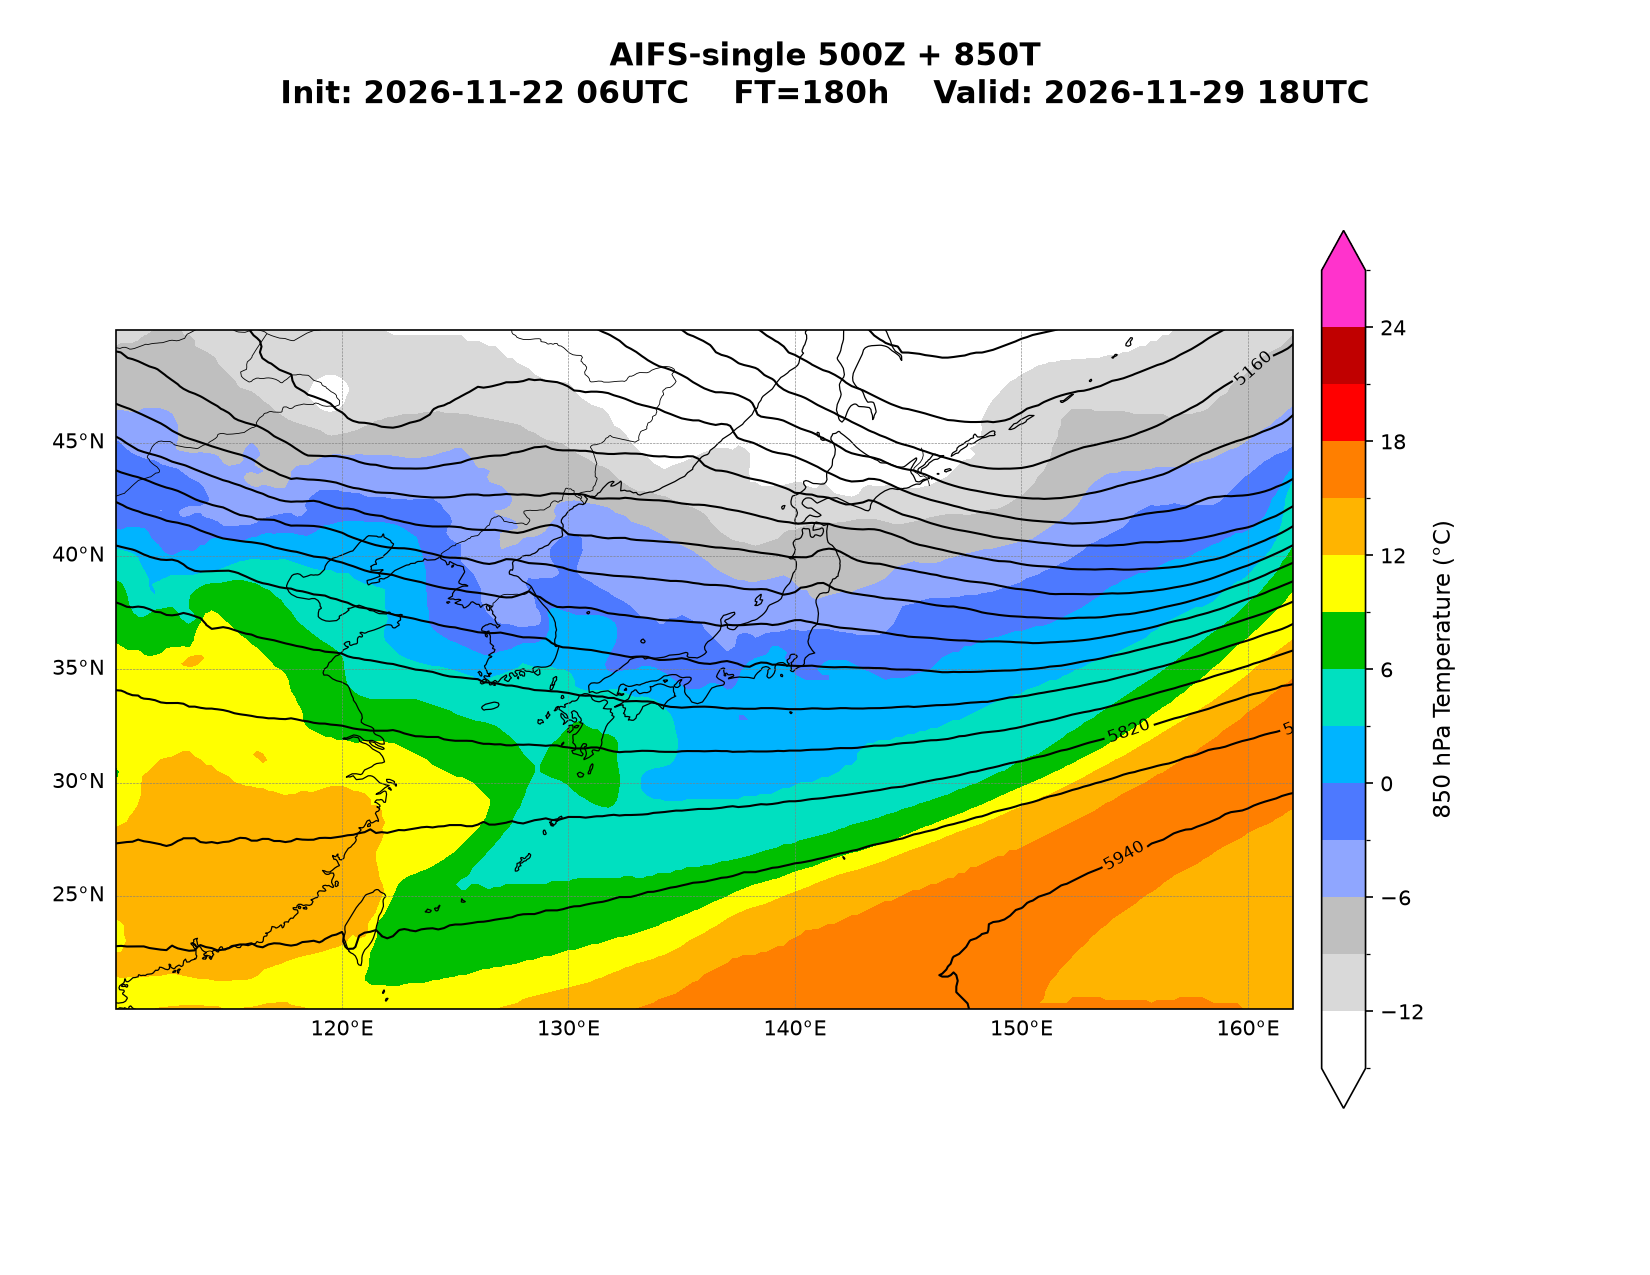 AIFS-single 500Z + 850T
Init: 2026-11-22 06UTC    FT=180h    Valid: 2026-11-29 18UTC
5160
24
45°N
18
40°N
12
35°N
6
5820
30°N
0
5940
25°N
−6
−12
850 hPa Temperature (°C)
120°E
130°E
140°E
150°E
160°E